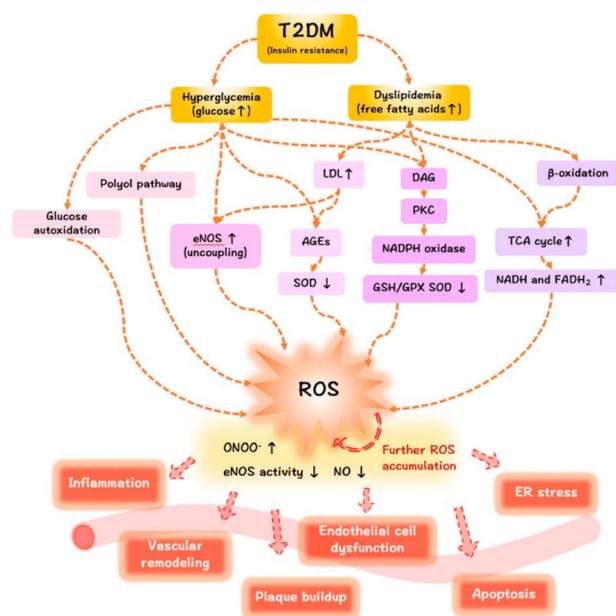 T2DM
(Insulin resistance)
Hyperglycemia
(glucose↑)
Dyslipidemia
(free fatty acids↑)
Polyol pathway
LDL↑
DAG
β-oxidation
Glucose
autoxidation
eNOS ↑
(uncoupling)
AGEs
PKC
NADPH oxidase
TCA cycle↑
SOD ↓
GSH/GPX SOD ↓
NADH and FADH₂ ↑
ROS
ONOO⁻ ↑
eNOS activity ↓ NO ↓
Further ROS
accumulation
Inflammation
ER stress
Vascular
remodeling
Endothelial cell
dysfunction
Plaque buildup
Apoptosis